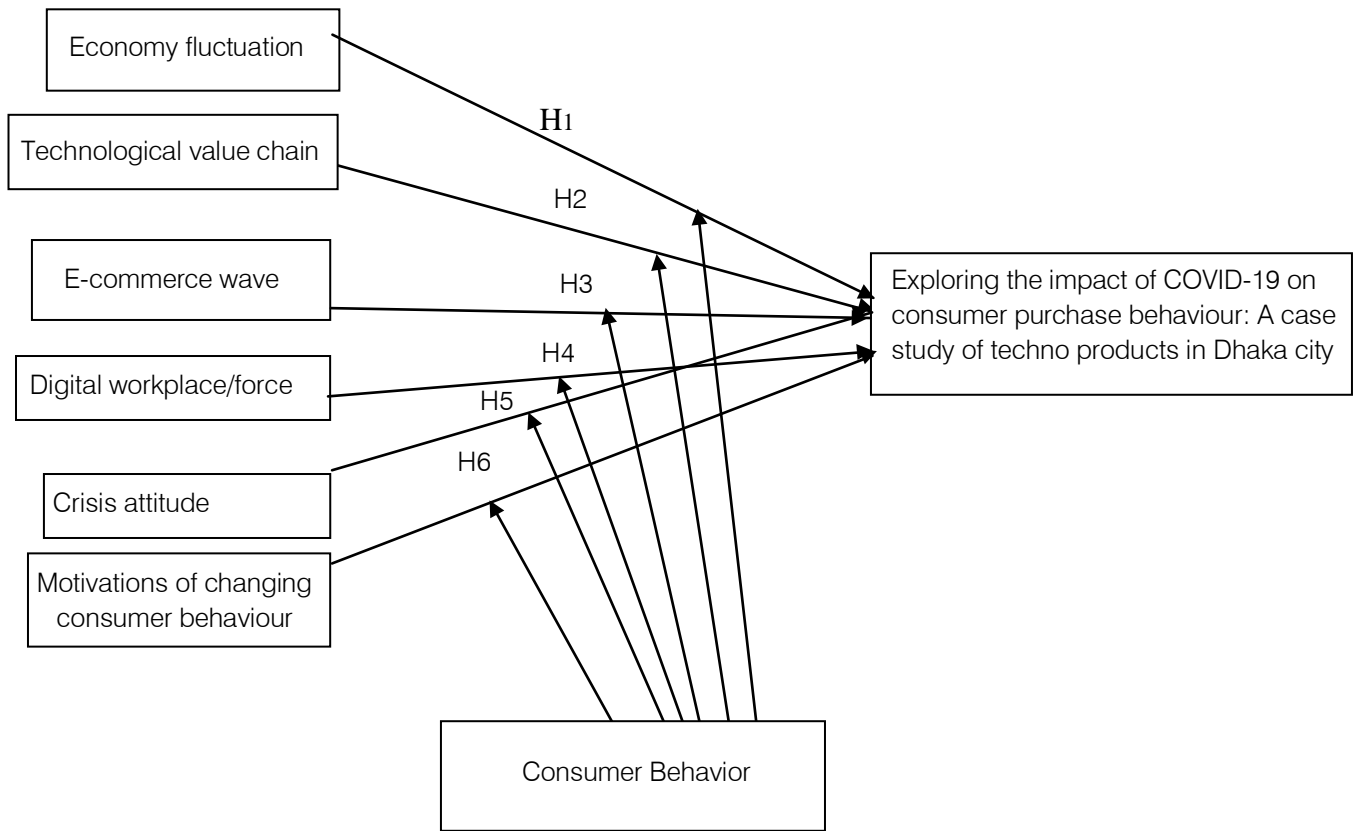 Economy fluctuation
H1
Technological value chain
H2
E-commerce wave
H3
Exploring the impact of COVID-19 on
consumer purchase behaviour: A case
study of techno products in Dhaka city
H4
Digital workplace/force
H5
H6
Crisis attitude
Motivations of changing
consumer behaviour
Consumer Behavior